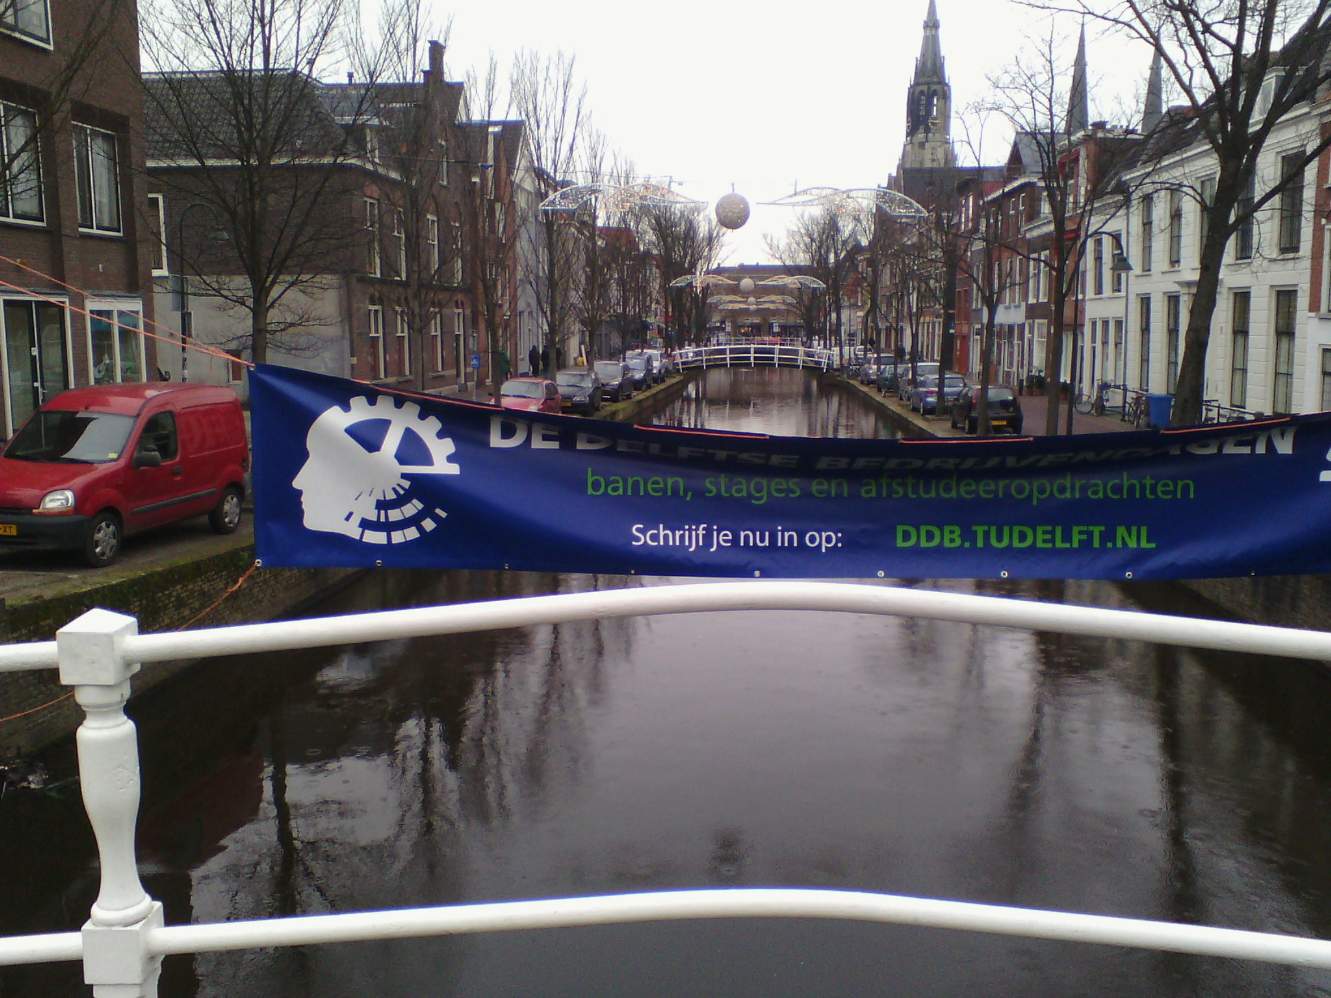 DE DELFTSE BEDRIJVENDAGEN
banen, stages en afstudeeropdrachten
Schrijf je nu in op: DDB.TUDELFT.NL